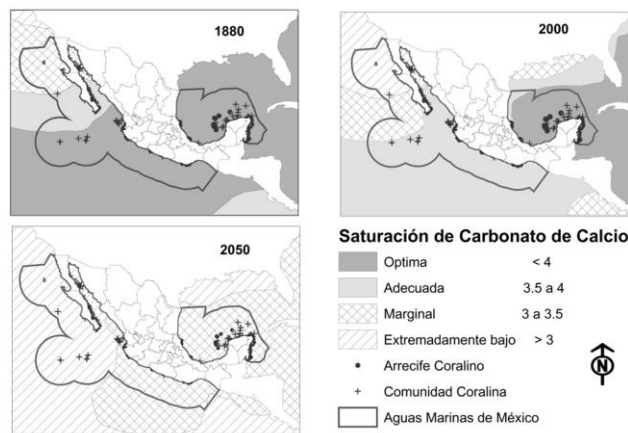 1880
2000
2050
Saturación de Carbonato de Calcio
Optima < 4
Adecuada 3.5 a 4
Marginal 3 a 3.5
Extremadamente bajo > 3
Arrecife Coralino
Comunidad Coralina
Aguas Marinas de México
N